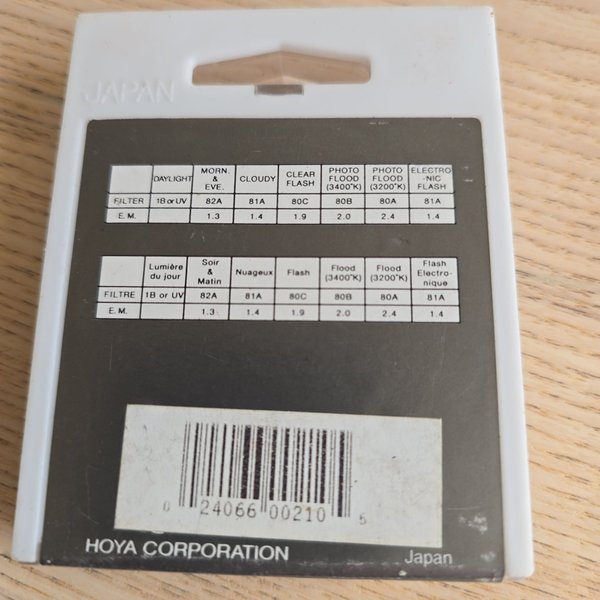 JAPAN
DAYLIGHT MORN. & EVE. CLOUDY CLEAR FLASH PHOTO FLOOD (3400°K) PHOTO FLOOD (3200°K) ELECTRO-NIC FLASH
FILTER 1B or UV 82A 81A 80C 80B 80A 81A
E.M. 1.3 1.4 1.9 2.0 2.4 1.4
Lumière du jour Soir & Matin Nuageux Flash Flood (3400°K) Flood (3200°K) Flash Electro-nique
FILTRE 1B or UV 82A 81A 80C 80B 80A 81A
E.M. 1.3 1.4 1.9 2.0 2.4 1.4
0 24066 00210 5
HOYA CORPORATION Japan